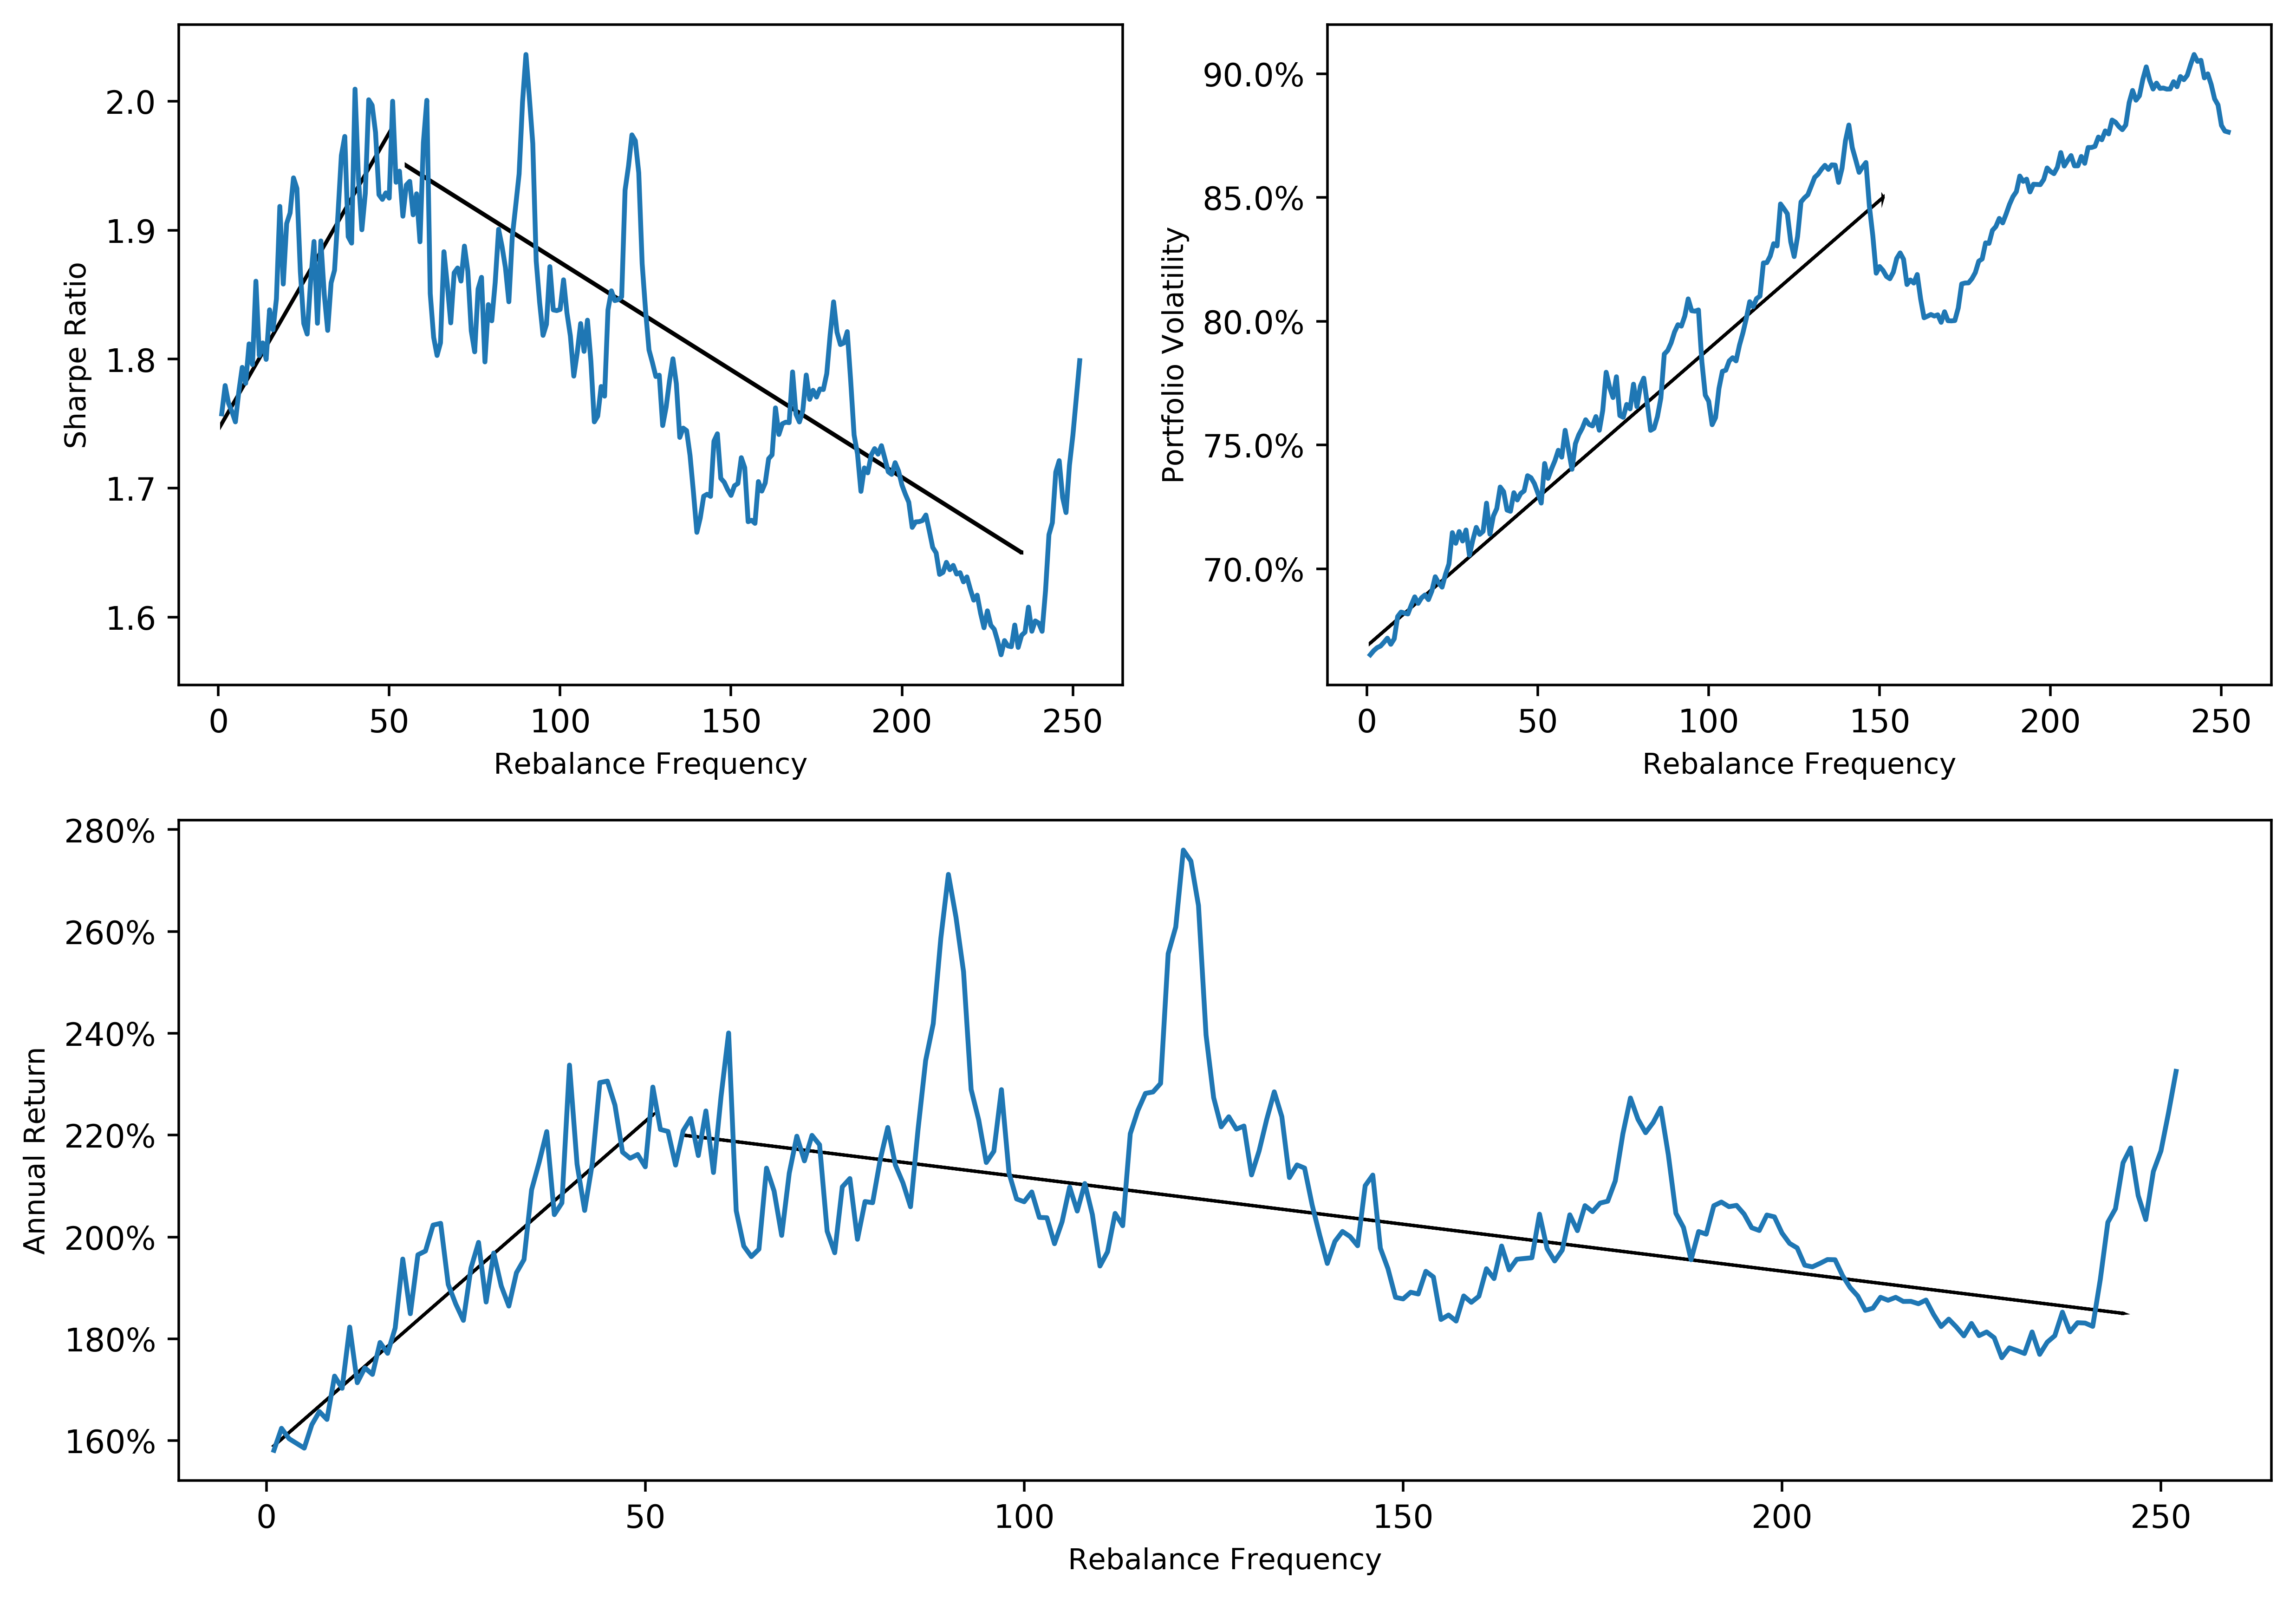 2.0
1.9
1.8
1.7
1.6
Sharpe Ratio
0 50 100 150 200 250
Rebalance Frequency
90.0%
85.0%
80.0%
75.0%
70.0%
Portfolio Volatility
0 50 100 150 200 250
Rebalance Frequency
280%
260%
240%
220%
200%
180%
160%
Annual Return
0 50 100 150 200 250
Rebalance Frequency